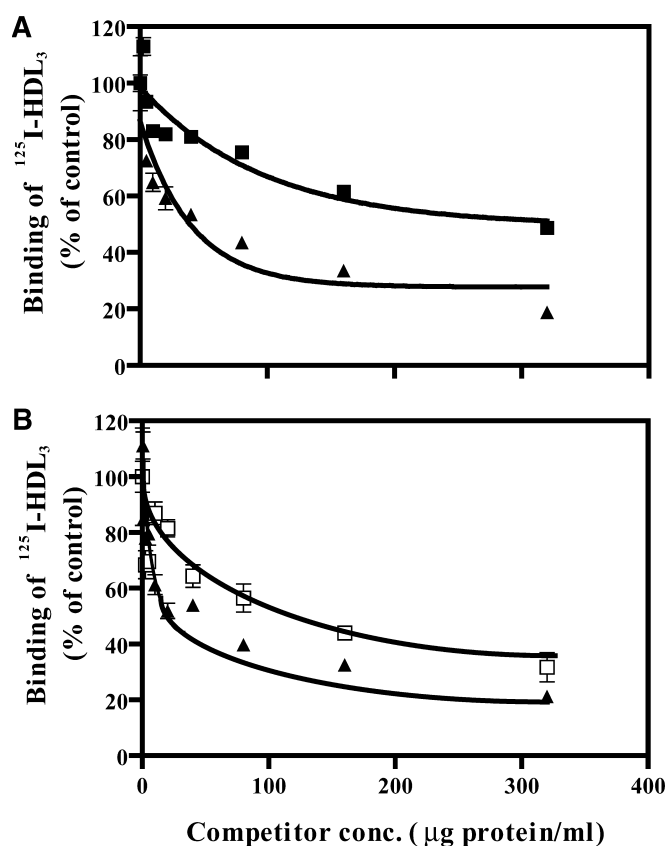 A
120
100
80
60
40
20
0
Binding of ¹²⁵I-HDL₃
(% of control)
B
120
100
80
60
40
20
0
Binding of ¹²⁵I-HDL₃
(% of control)
0 100 200 300 400
Competitor conc. ( μg protein/ml)